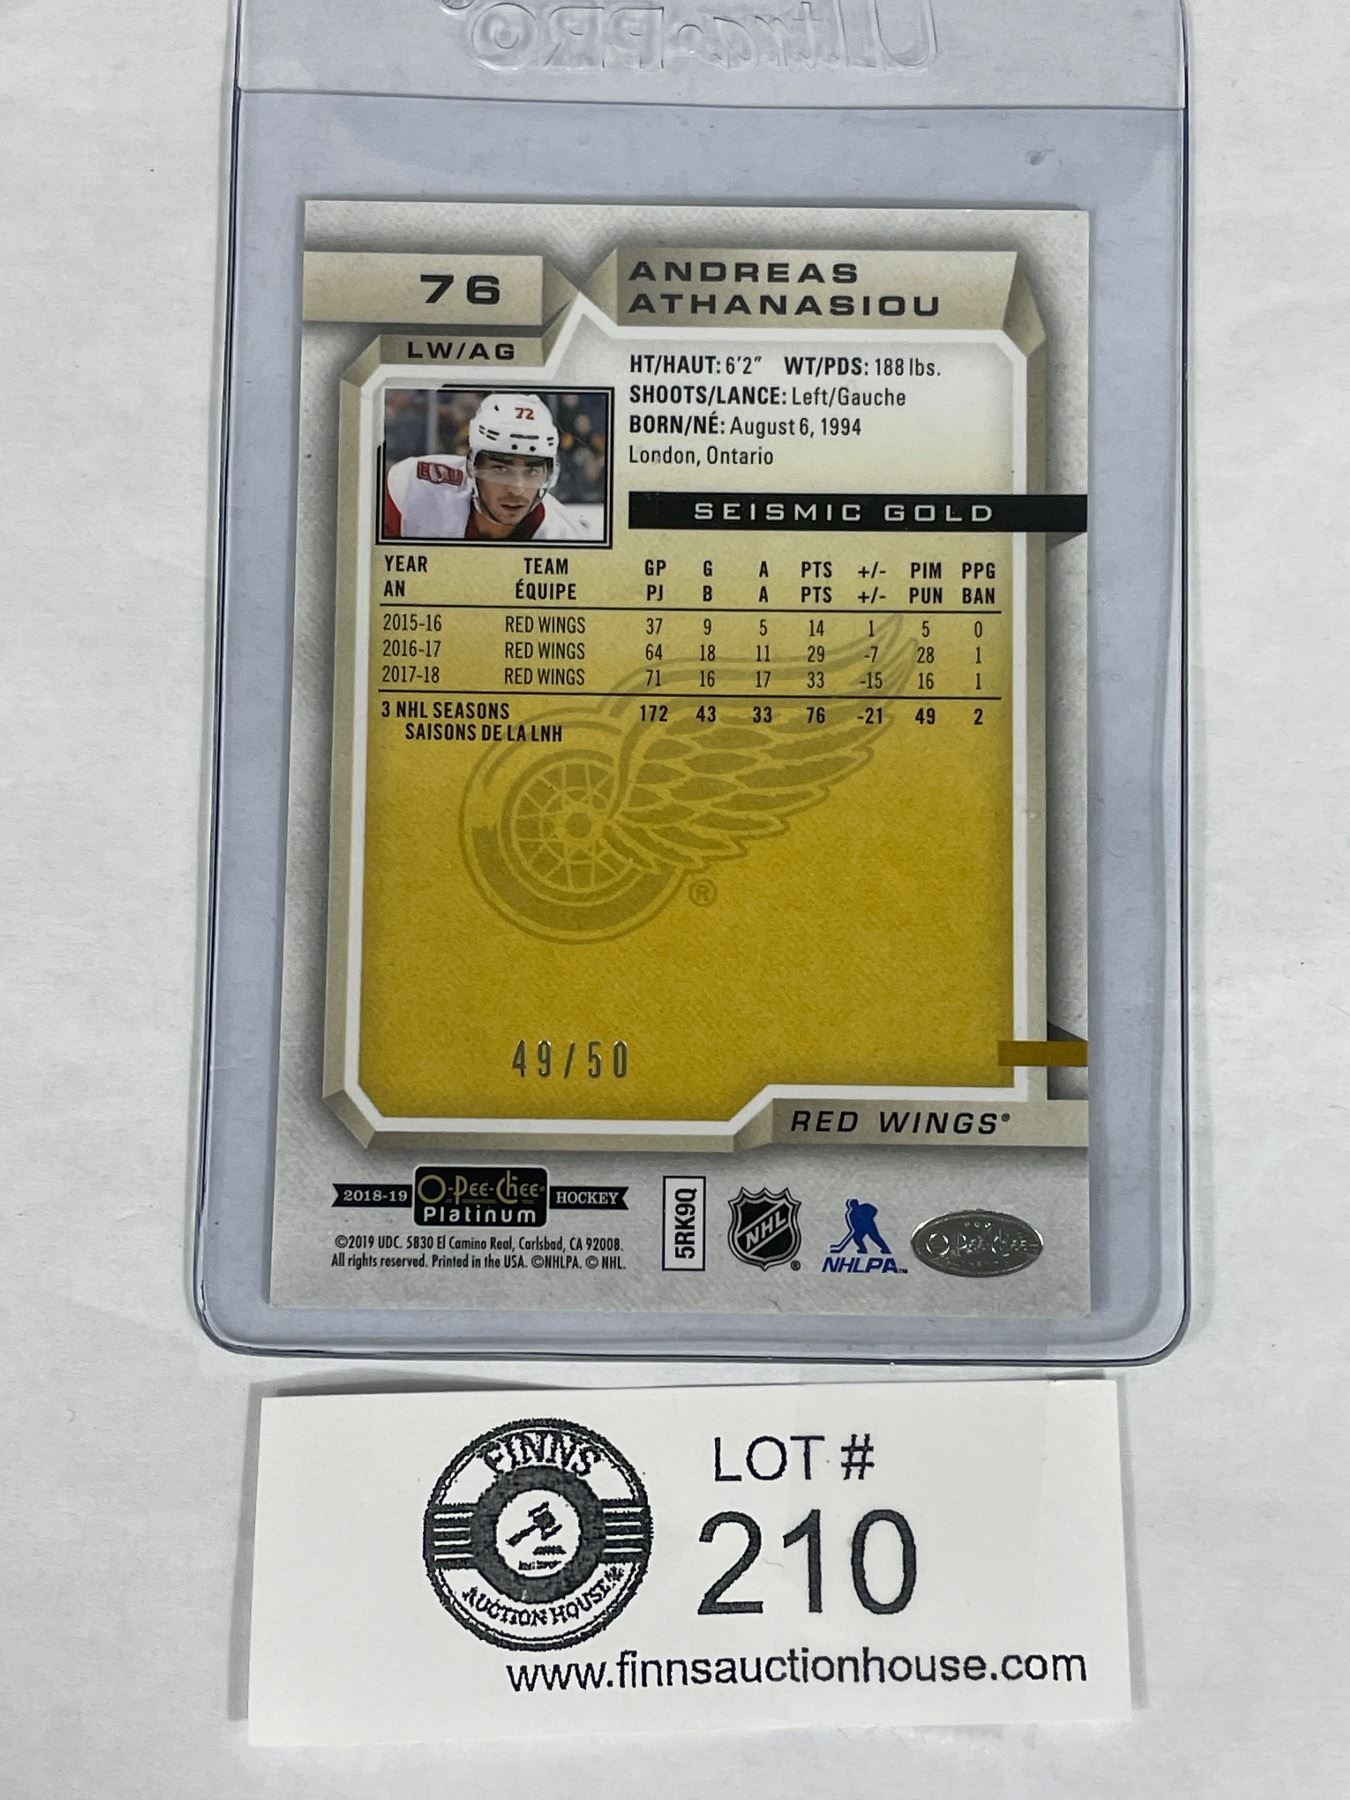 Ultra•PRO
76
ANDREAS
ATHANASIOU
LW/AG
HT/HAUT: 6'2" WT/PDS: 188 lbs.
SHOOTS/LANCE: Left/Gauche
BORN/NÉ: August 6, 1994
London, Ontario
72
SEISMIC GOLD
YEAR TEAM GP G A PTS +/- PIM PPG
AN ÉQUIPE PJ B A PTS +/- PUN BAN
2015-16 RED WINGS 37 9 5 14 1 5 0
2016-17 RED WINGS 64 18 11 29 -7 28 1
2017-18 RED WINGS 71 16 17 33 -15 16 1
3 NHL SEASONS 172 43 33 76 -21 49 2
SAISONS DE LA LNH
®
49/50
RED WINGS®
2018-19 O-Pee-Chee Platinum HOCKEY
©2019 UDC. 5830 El Camino Real, Carlsbad, CA 92008.
All rights reserved. Printed in the USA. ©NHLPA. © NHL.
5RK9Q
NHL®
NHLPA™
O-Pee-Chee
FINNS
AUCTION HOUSE
LOT #
210
www.finnsauctionhouse.com